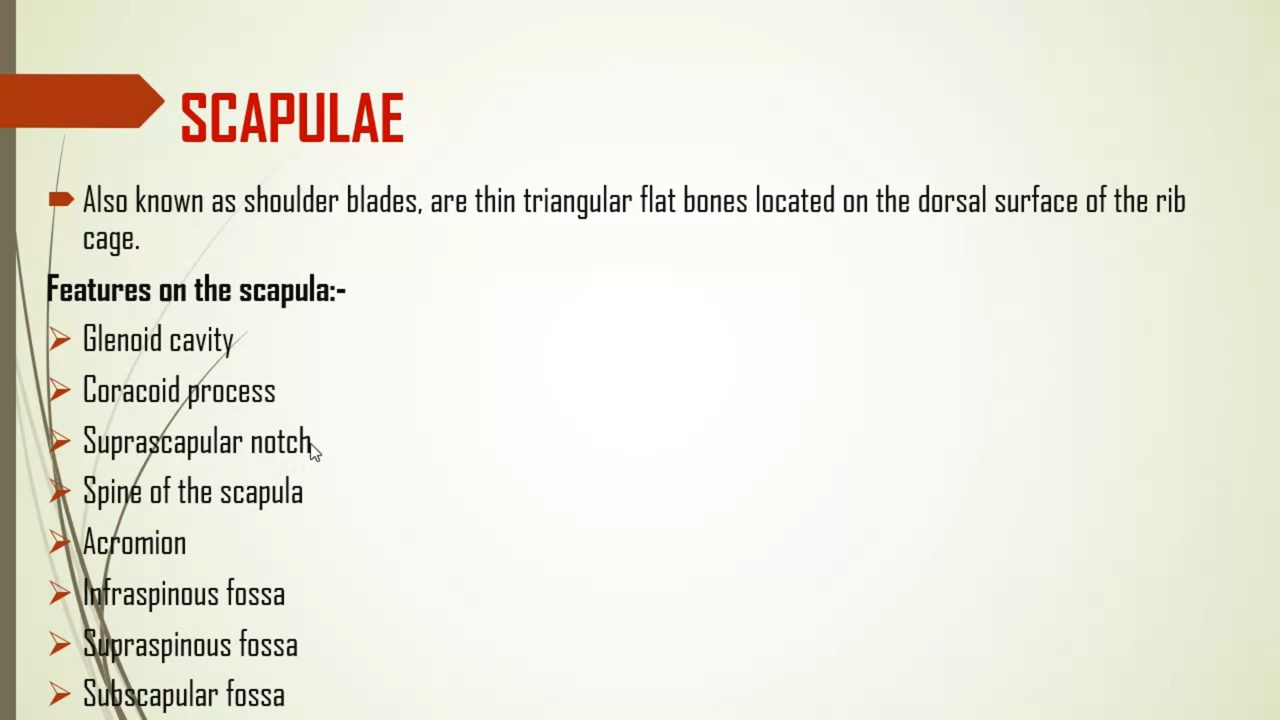 SCAPULAE
Also known as shoulder blades, are thin triangular flat bones located on the dorsal surface of the rib
cage.
Features on the scapula:-
Glenoid cavity
Coracoid process
Suprascapular notch
Spine of the scapula
Acromion
Infraspinous fossa
Supraspinous fossa
Subscapular fossa